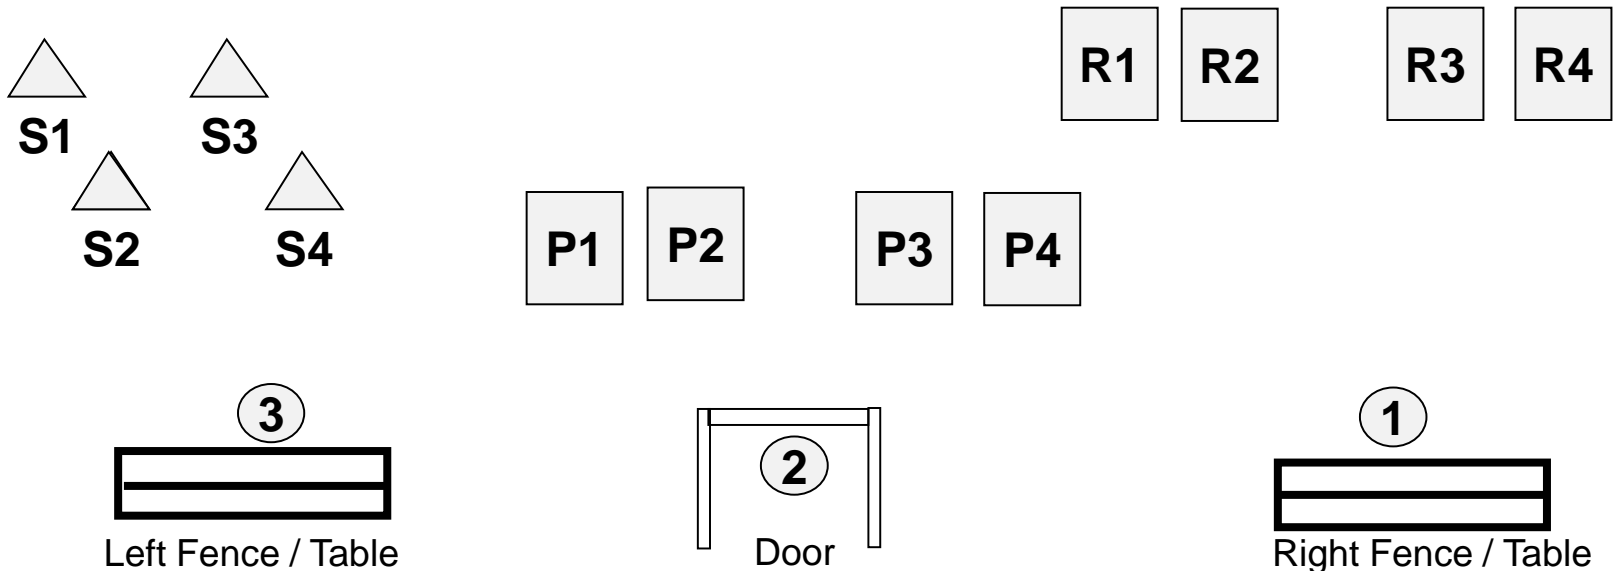 R1 R2 R3 R4
S1 S3
S2 S4
P1 P2 P3 P4
3
2
1
Left Fence / Table
Door
Right Fence / Table